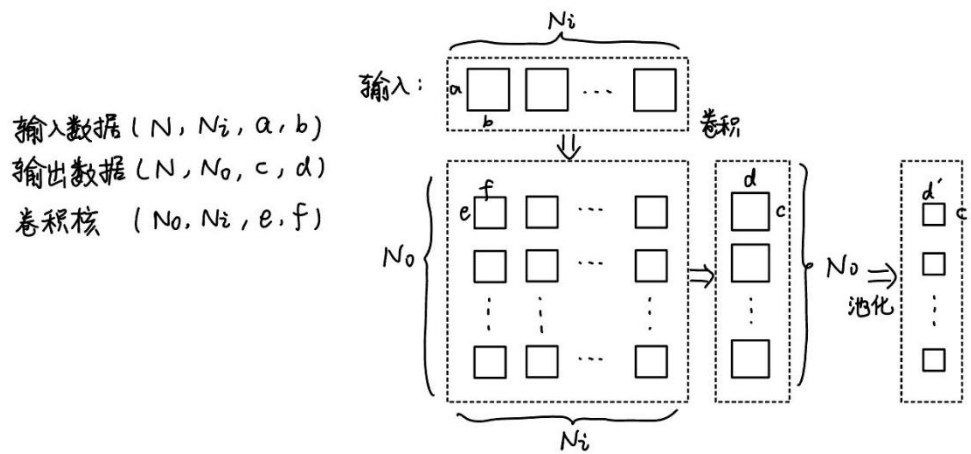 输入数据 (N, Ni, a, b)
输出数据 (N, No, c, d)
卷积核 (No, Ni, e, f)
Ni
输入:
a
b
卷积
f
e
No
Ni
d
c
No
池化
d'
c